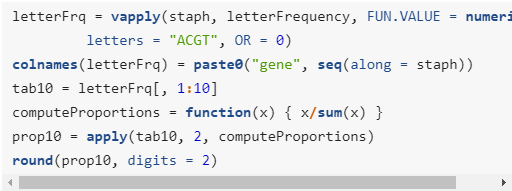 letterFrq = vapply(staph, letterFrequency, FUN.VALUE = numeri
letters = "ACGT", OR = 0)
colnames(letterFrq) = paste0("gene", seq(along = staph))
tab10 = letterFrq[, 1:10]
computeProportions = function(x) { x/sum(x) }
prop10 = apply(tab10, 2, computeProportions)
round(prop10, digits = 2)